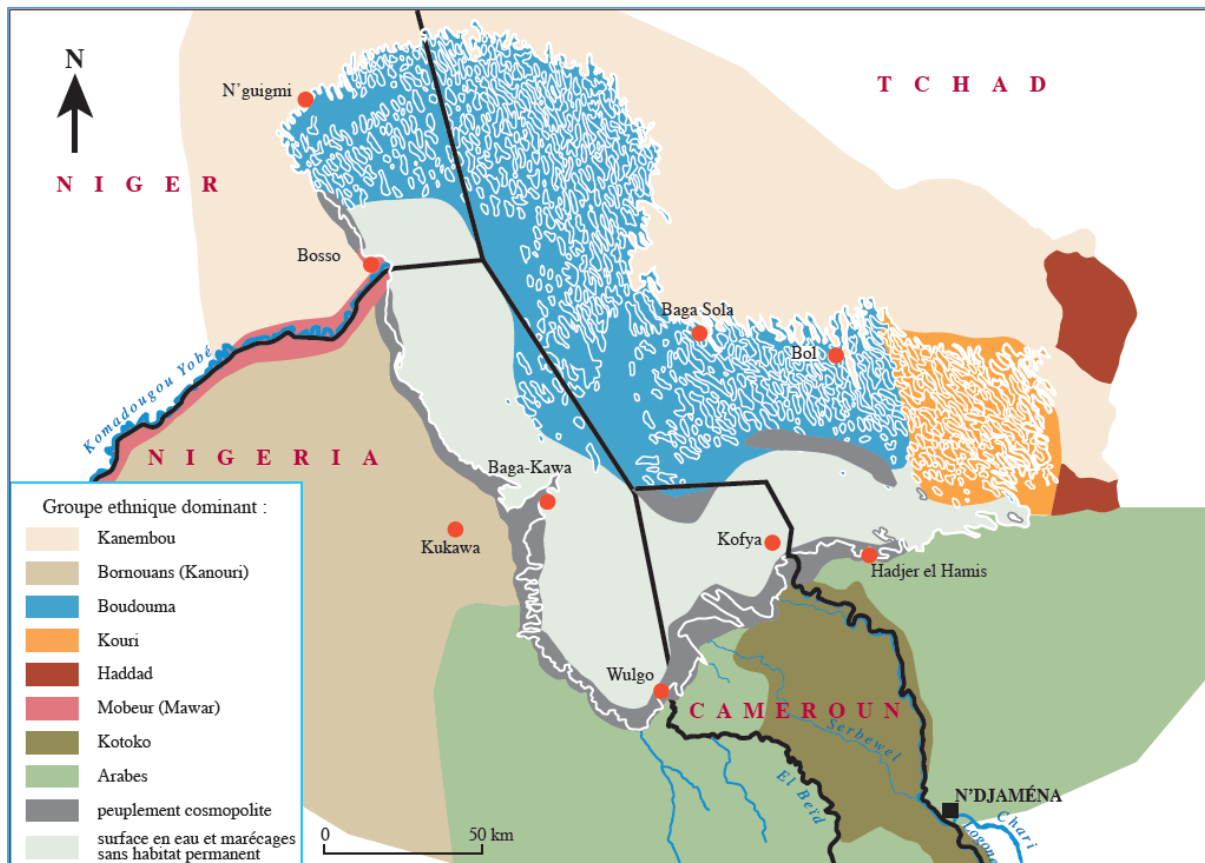 N
TCHAD
N'guigmi
NIGER
Bosso
Baga Sola
Bol
Komadougou Yobé
NIGERIA
Baga-Kawa
Kukawa
Kofya
Hadjer el Hamis
Wulgo
CAMEROUN
Serbewel
El Beïd
N'DJAMÉNA
Chari
Logone
Groupe ethnique dominant :
Kanembou
Bornouans (Kanouri)
Boudouma
Kouri
Haddad
Mobeur (Mawar)
Kotoko
Arabes
peuplement cosmopolite
surface en eau et marécages
sans habitat permanent
0
50 km